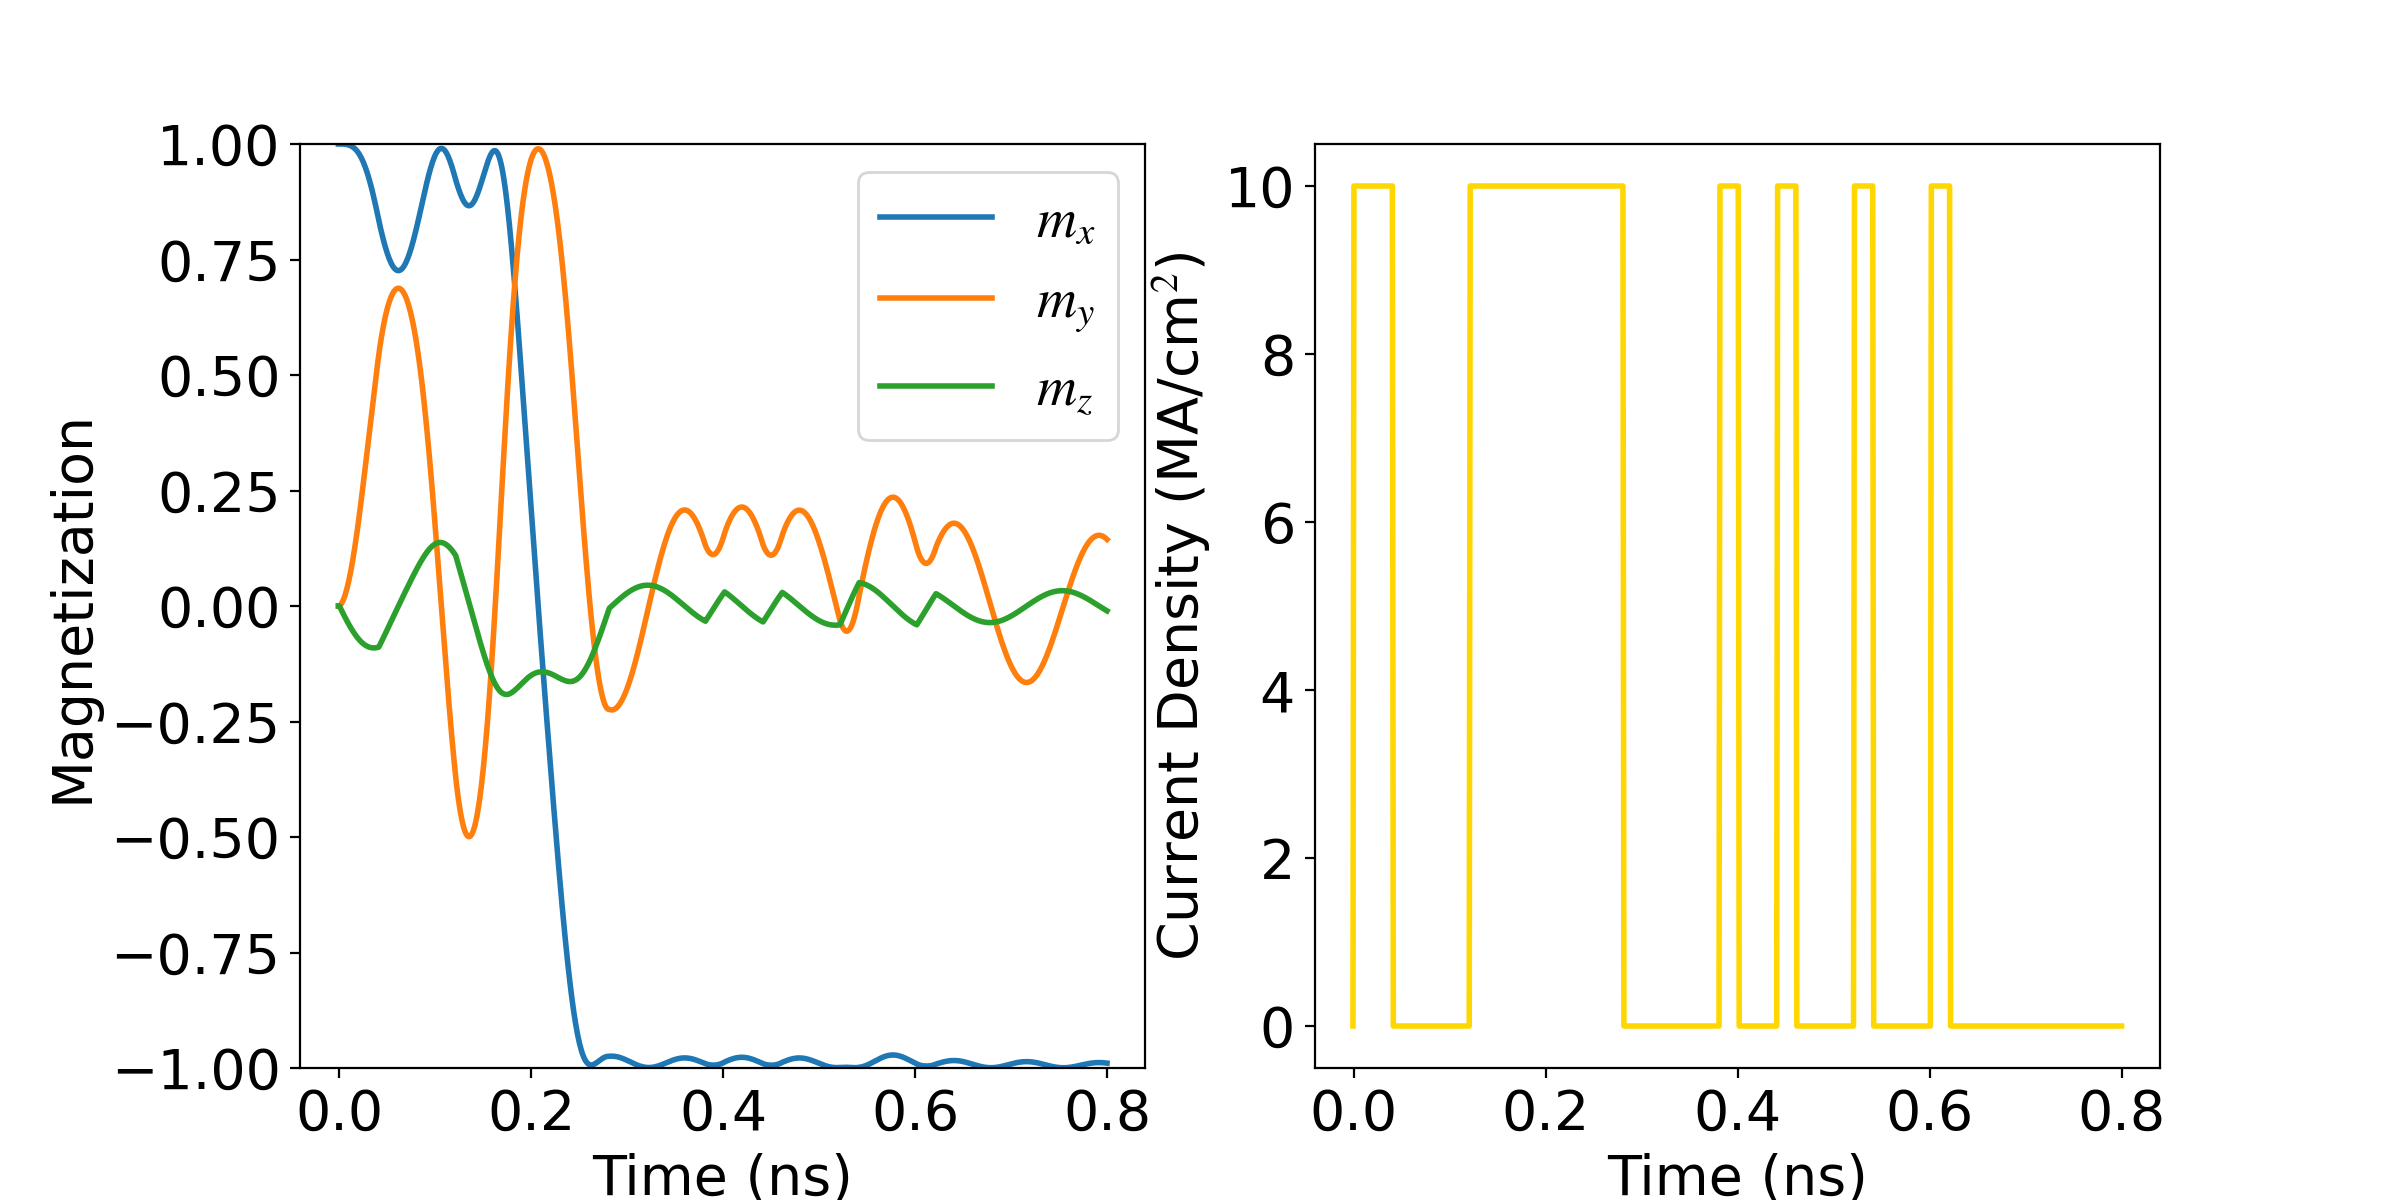 1.00
0.75
0.50
0.25
0.00
−0.25
−0.50
−0.75
−1.00
Magnetization
0.0 0.2 0.4 0.6 0.8
Time (ns)
m_x
m_y
m_z
10
8
6
4
2
0
Current Density (MA/cm²)
0.0 0.2 0.4 0.6 0.8
Time (ns)